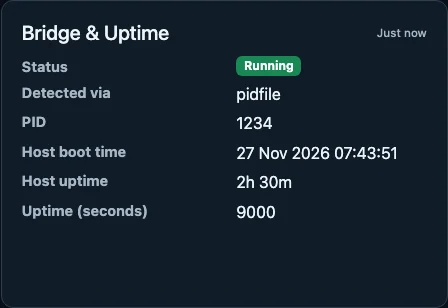 Bridge & Uptime Just now
Status Running
Detected via pidfile
PID 1234
Host boot time 27 Nov 2026 07:43:51
Host uptime 2h 30m
Uptime (seconds) 9000